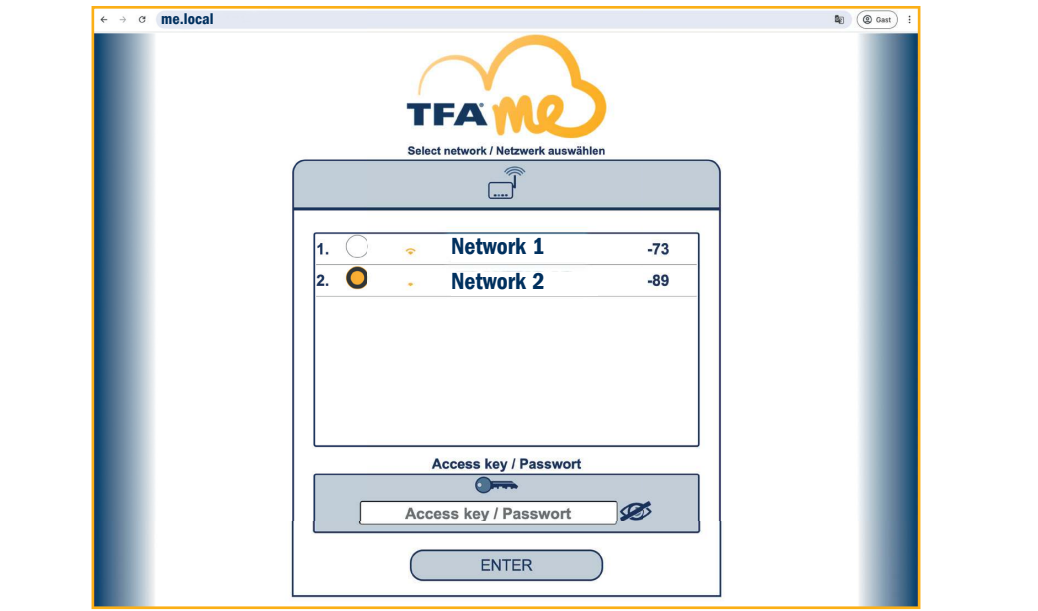 me.local
Gast
TFA me
Select network / Netzwerk auswählen
1. Network 1 -73
2. Network 2 -89
Access key / Passwort
Access key / Passwort
ENTER